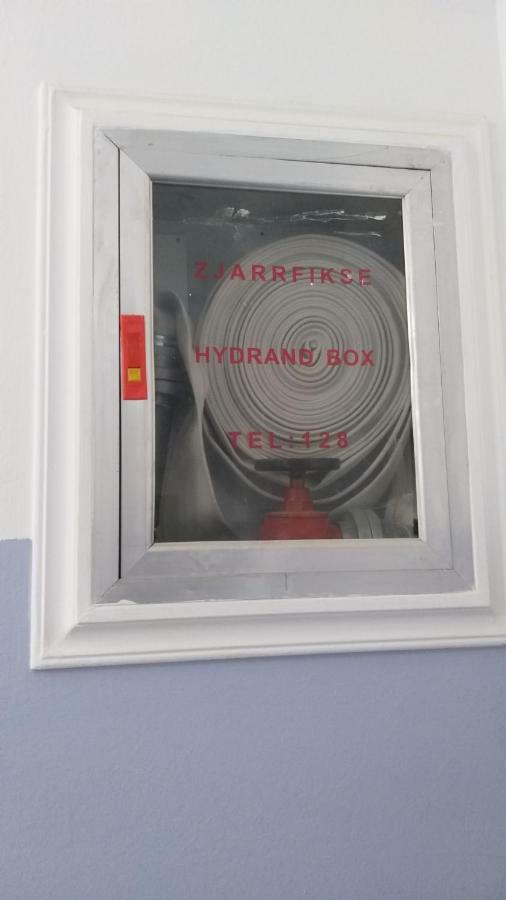 ZJARRFIKSE
HYDRAND BOX
TEL:128